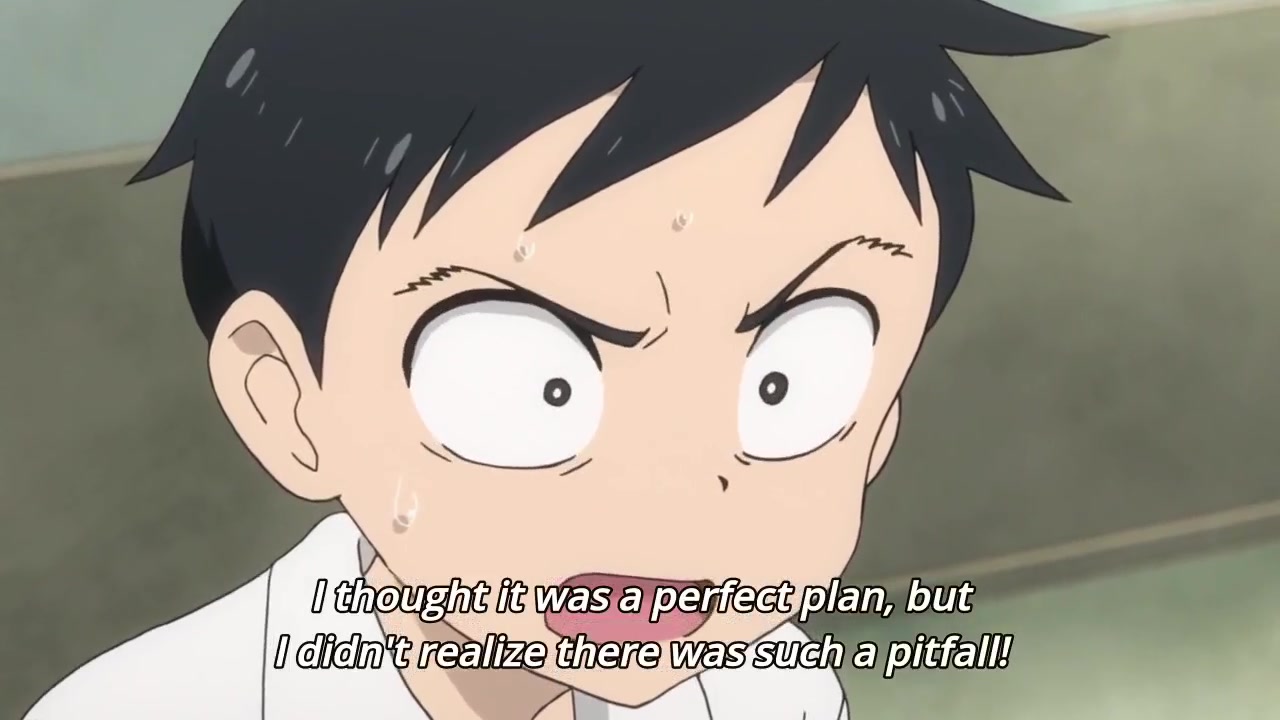 I thought it was a perfect plan, but
I didn't realize there was such a pitfall!